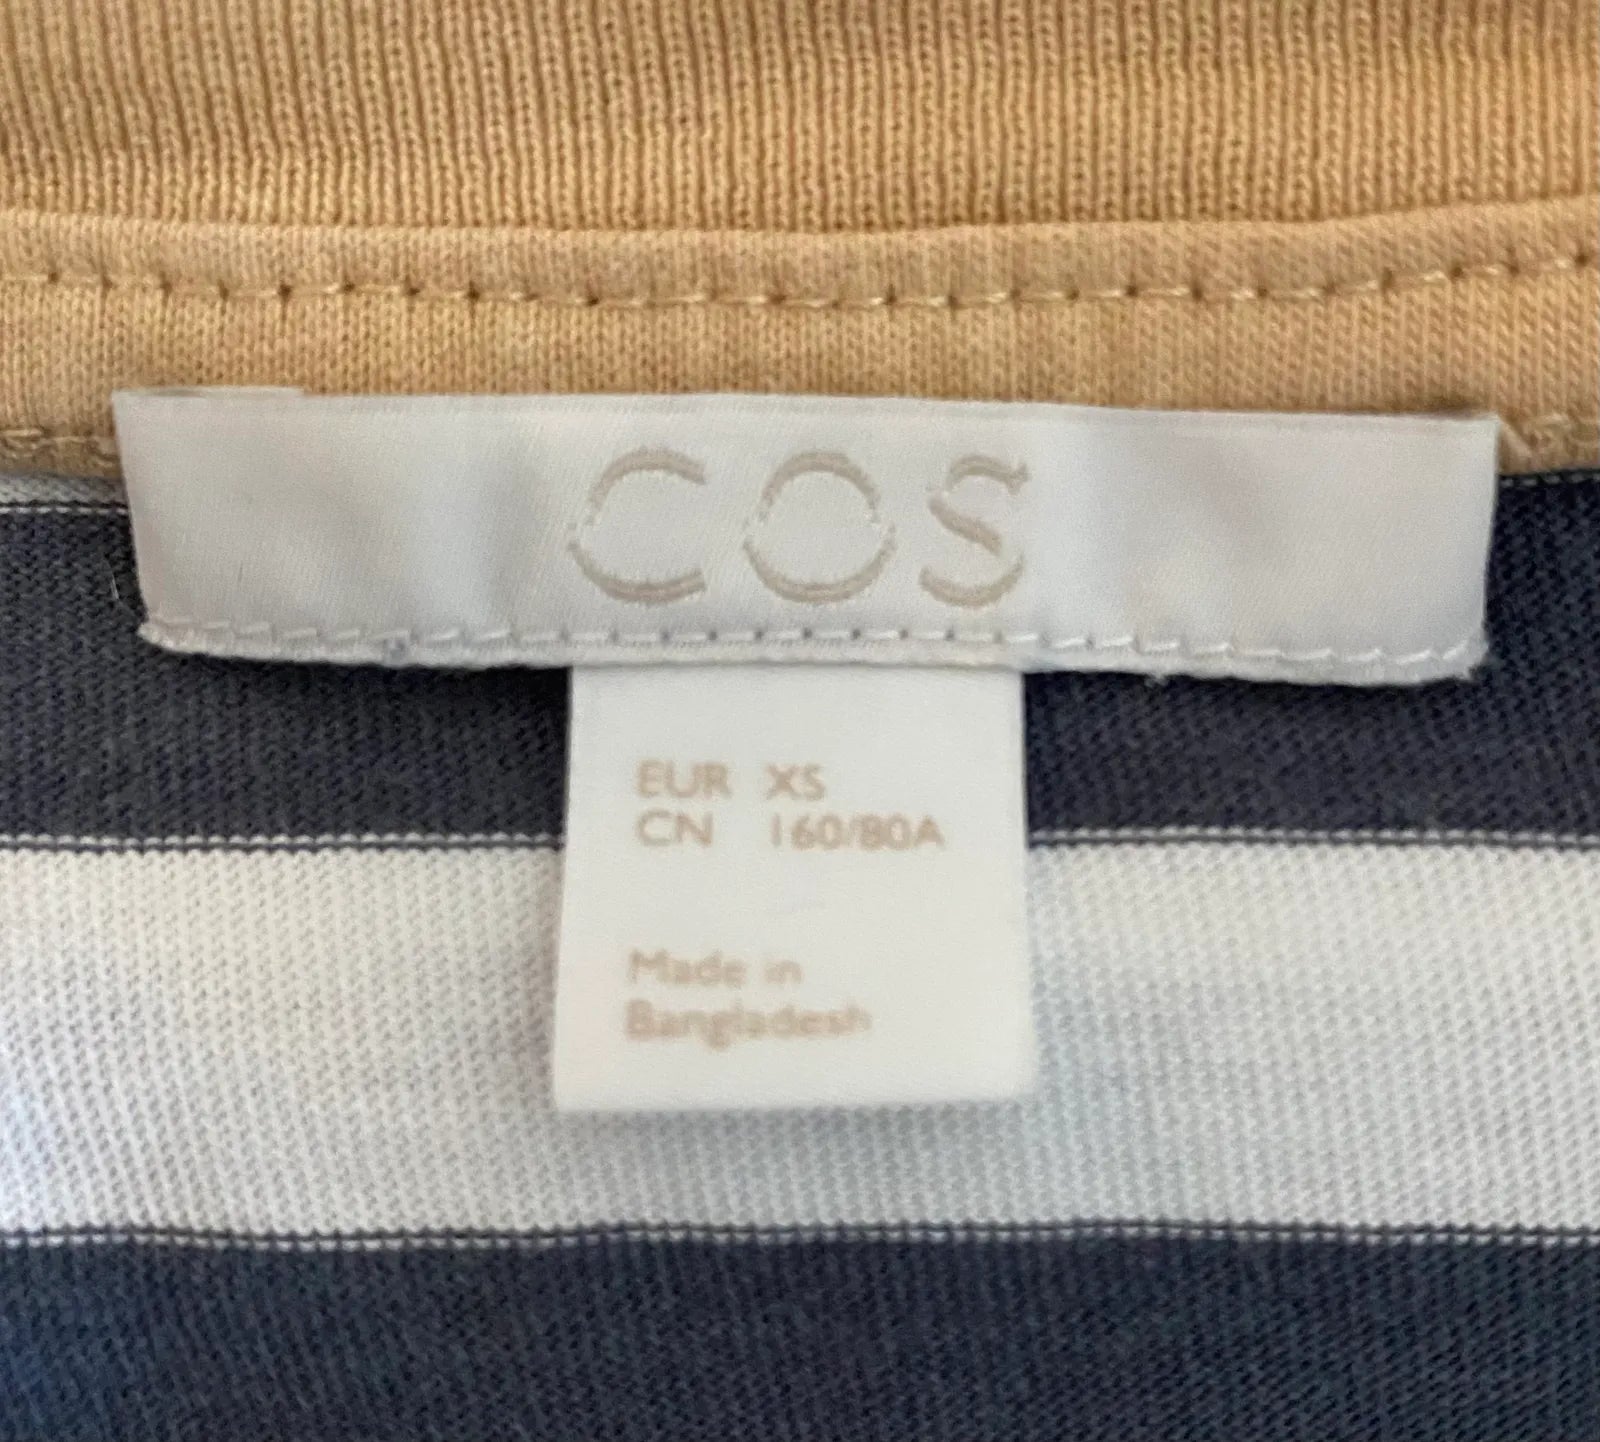 COS
EUR XS
CN 160/80A
Made in
Bangladesh